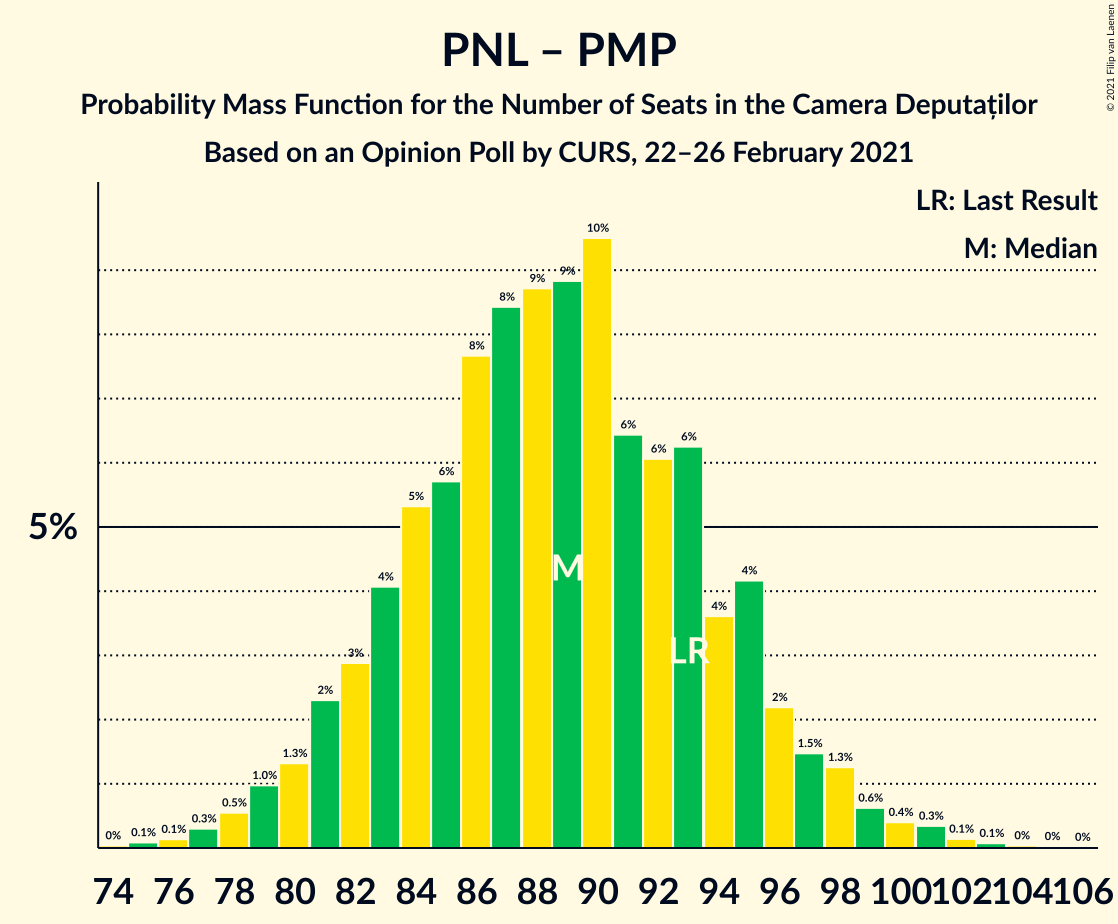 PNL – PMP
Probability Mass Function for the Number of Seats in the Camera Deputaților
Based on an Opinion Poll by CURS, 22–26 February 2021
© 2021 Filip van Laenen
LR: Last Result
M: Median
5%
0% 0.1% 0.1% 0.3% 0.5% 1.0% 1.3% 2% 3% 4% 5% 6% 8% 8% 9% 9% 10% 6% 6% 6% 4% 4% 2% 1.5% 1.3% 0.6% 0.4% 0.3% 0.1% 0.1% 0% 0% 0%
M
LR
74 76 78 80 82 84 86 88 90 92 94 96 98 100 102 104 106